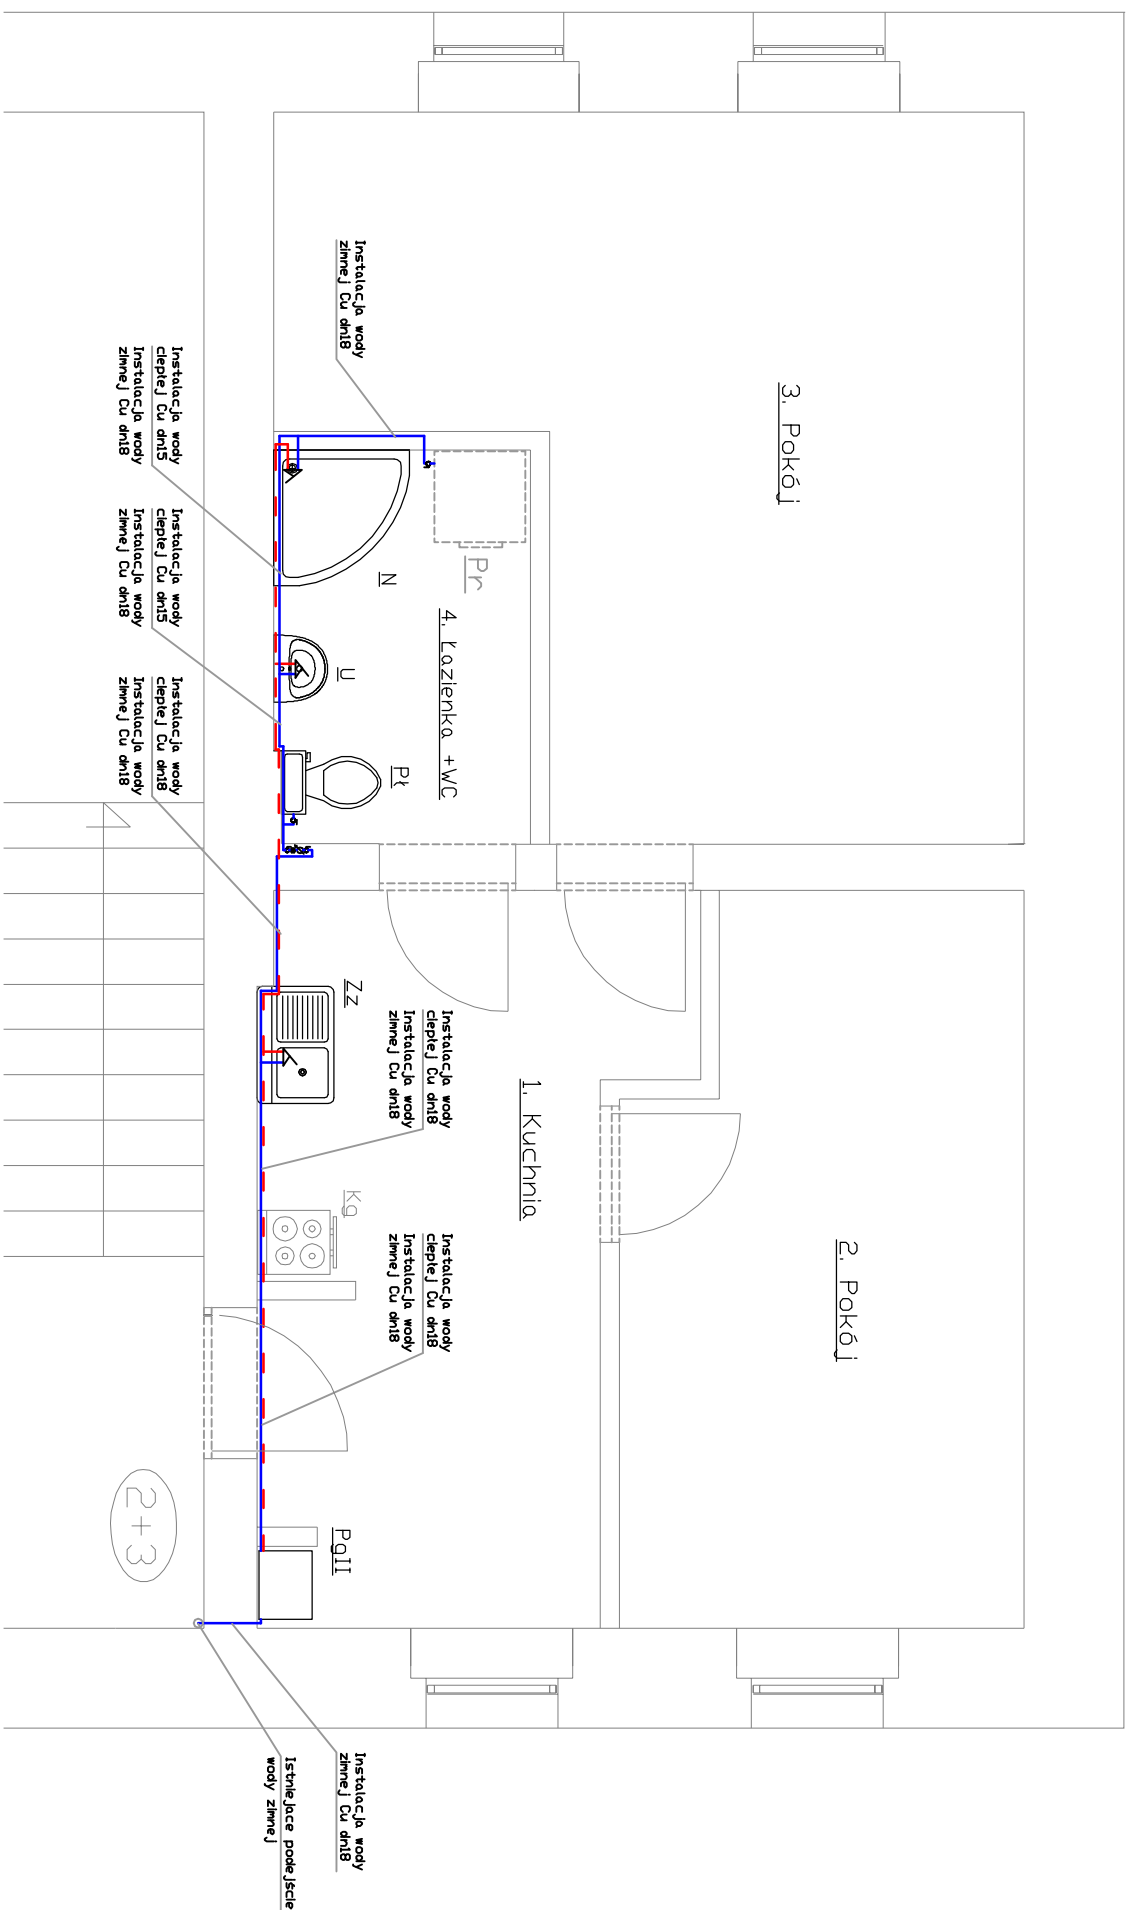 Instalacja wody
zimnej Cu dn18
3. Pokój
Instalacja wody
ciepłej Cu dn15
Instalacja wody
zimnej Cu dn18
Instalacja wody
ciepłej Cu dn15
Instalacja wody
zimnej Cu dn18
Instalacja wody
ciepłej Cu dn18
Instalacja wody
zimnej Cu dn18
Pr
N
4. Łazienka +WC
U
Pł
Zz
Instalacja wody
ciepłej Cu dn18
Instalacja wody
zimnej Cu dn18
1. Kuchnia
Kg
Instalacja wody
ciepłej Cu dn18
Instalacja wody
zimnej Cu dn18
2. Pokój
2+3
PgII
Instalacja wody
zimnej Cu dn18
Istniejace podejście
wody zimnej